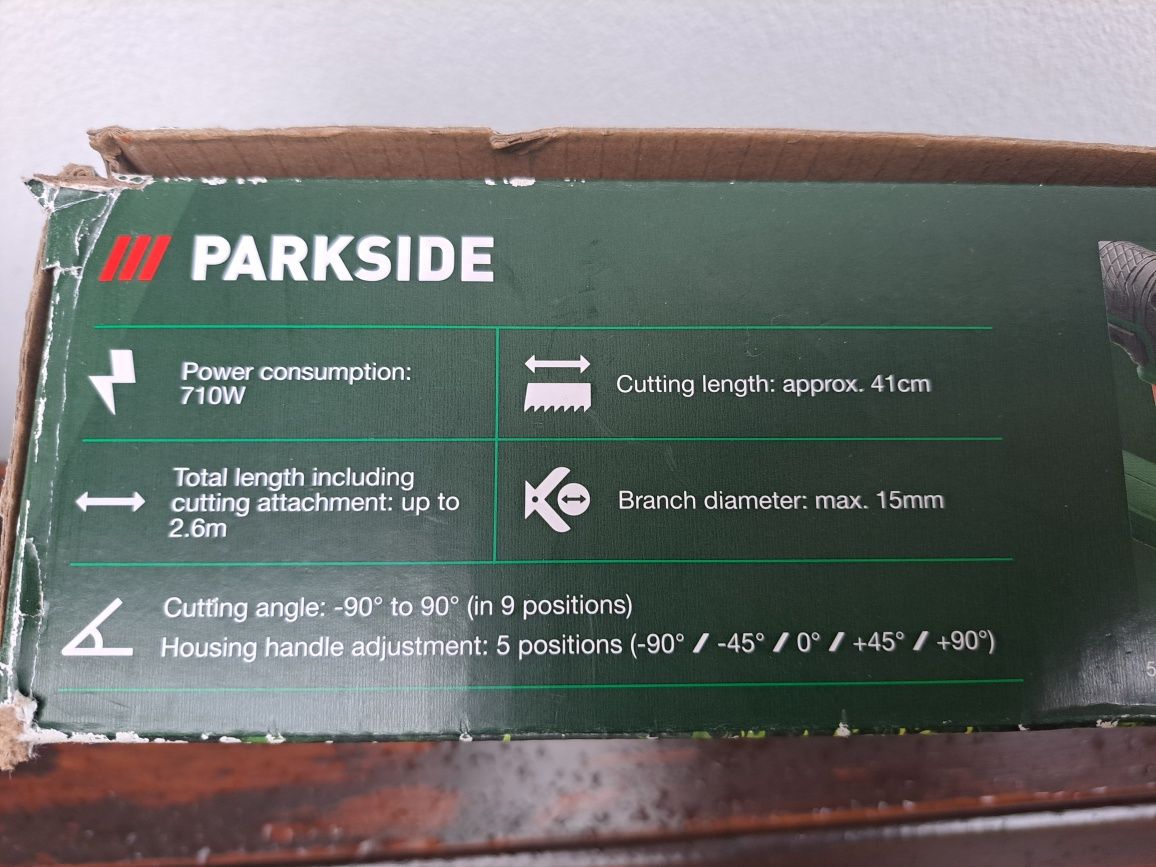 PARKSIDE
Power consumption:
710W
Cutting length: approx. 41cm
Total length including
cutting attachment: up to
2.6m
Branch diameter: max. 15mm
Cutting angle: -90° to 90° (in 9 positions)
Housing handle adjustment: 5 positions (-90° / -45° / 0° / +45° / +90°)
5